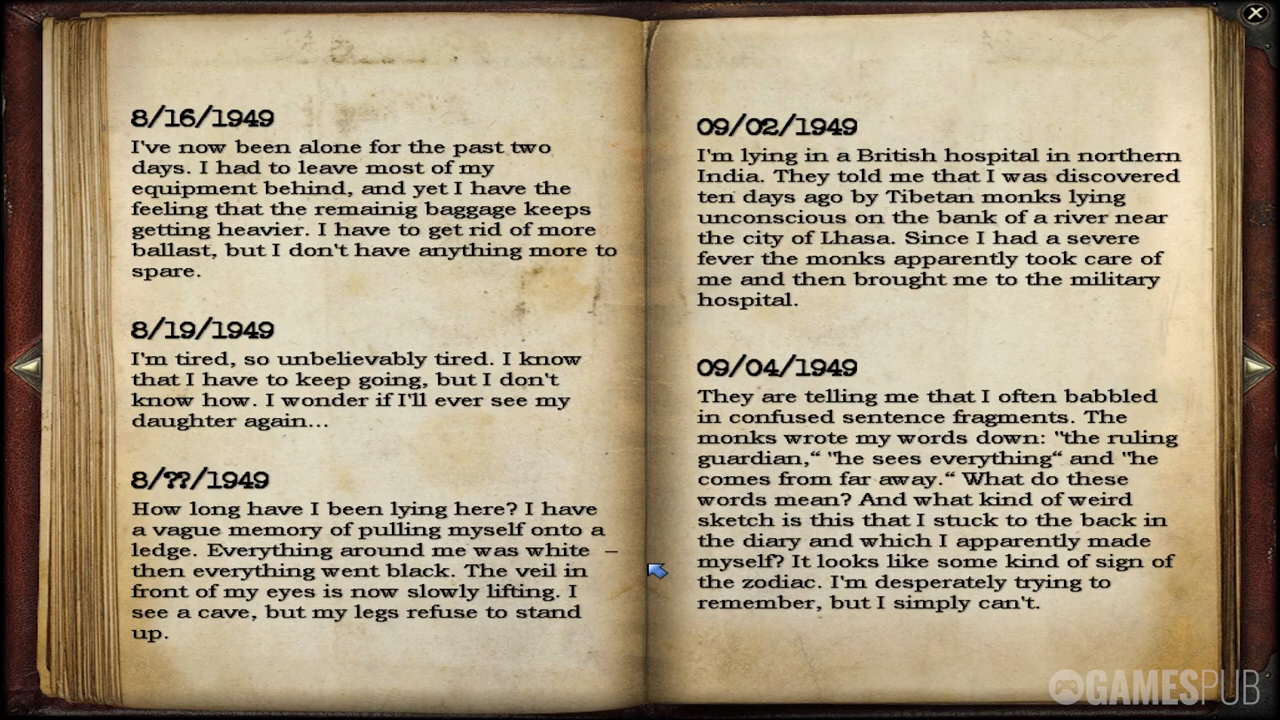 8/16/1949
I've now been alone for the past two
days. I had to leave most of my
equipment behind, and yet I have the
feeling that the remainig baggage keeps
getting heavier. I have to get rid of more
ballast, but I don't have anything more to
spare.
8/19/1949
I'm tired, so unbelievably tired. I know
that I have to keep going, but I don't
know how. I wonder if I'll ever see my
daughter again...
8/??/1949
How long have I been lying here? I have
a vague memory of pulling myself onto a
ledge. Everything around me was white –
then everything went black. The veil in
front of my eyes is now slowly lifting. I
see a cave, but my legs refuse to stand
up.
09/02/1949
I'm lying in a British hospital in northern
India. They told me that I was discovered
ten days ago by Tibetan monks lying
unconscious on the bank of a river near
the city of Lhasa. Since I had a severe
fever the monks apparently took care of
me and then brought me to the military
hospital.
09/04/1949
They are telling me that I often babbled
in confused sentence fragments. The
monks wrote my words down: "the ruling
guardian,“ "he sees everything“ and "he
comes from far away.“ What do these
words mean? And what kind of weird
sketch is this that I stuck to the back in
the diary and which I apparently made
myself? It looks like some kind of sign of
the zodiac. I'm desperately trying to
remember, but I simply can't.
GAMESPUB